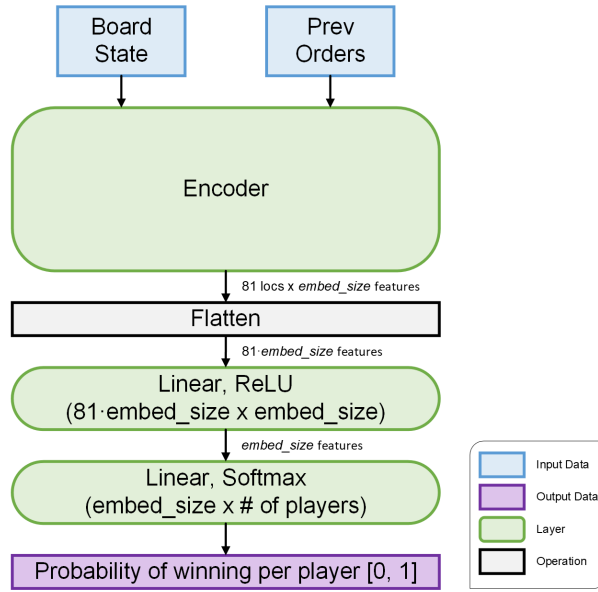 Board
State
Prev
Orders
Encoder
81 locs x embed_size features
Flatten
81·embed_size features
Linear, ReLU
(81·embed_size x embed_size)
embed_size features
Linear, Softmax
(embed_size x # of players)
Probability of winning per player [0, 1]
Input Data
Output Data
Layer
Operation